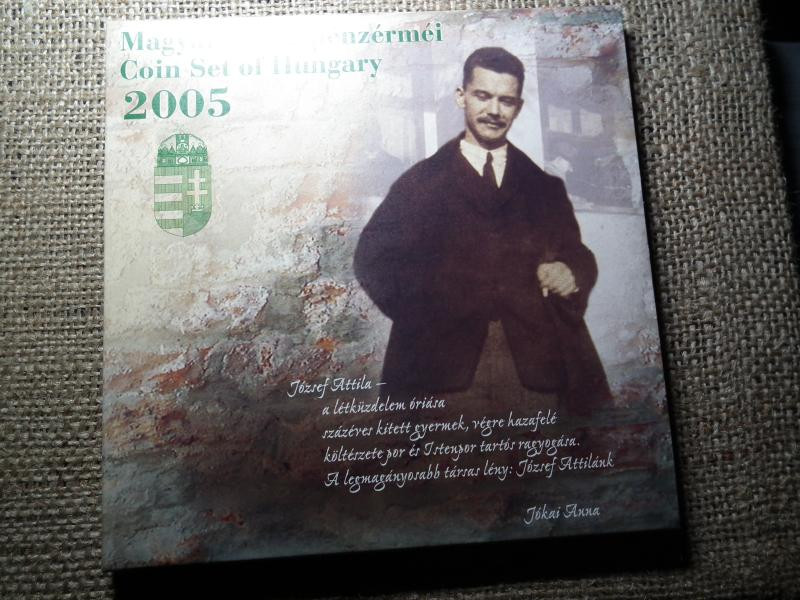 Magya pénzérméi
Coin Set of Hungary
2005
József Attila –
a létküzdelem óriása
százéves kitett gyermek, végre hazafelé
költészete por és Istenpor tartós ragyogása.
A legmagányosabb társas lény: József Attilánk
Jókai Anna